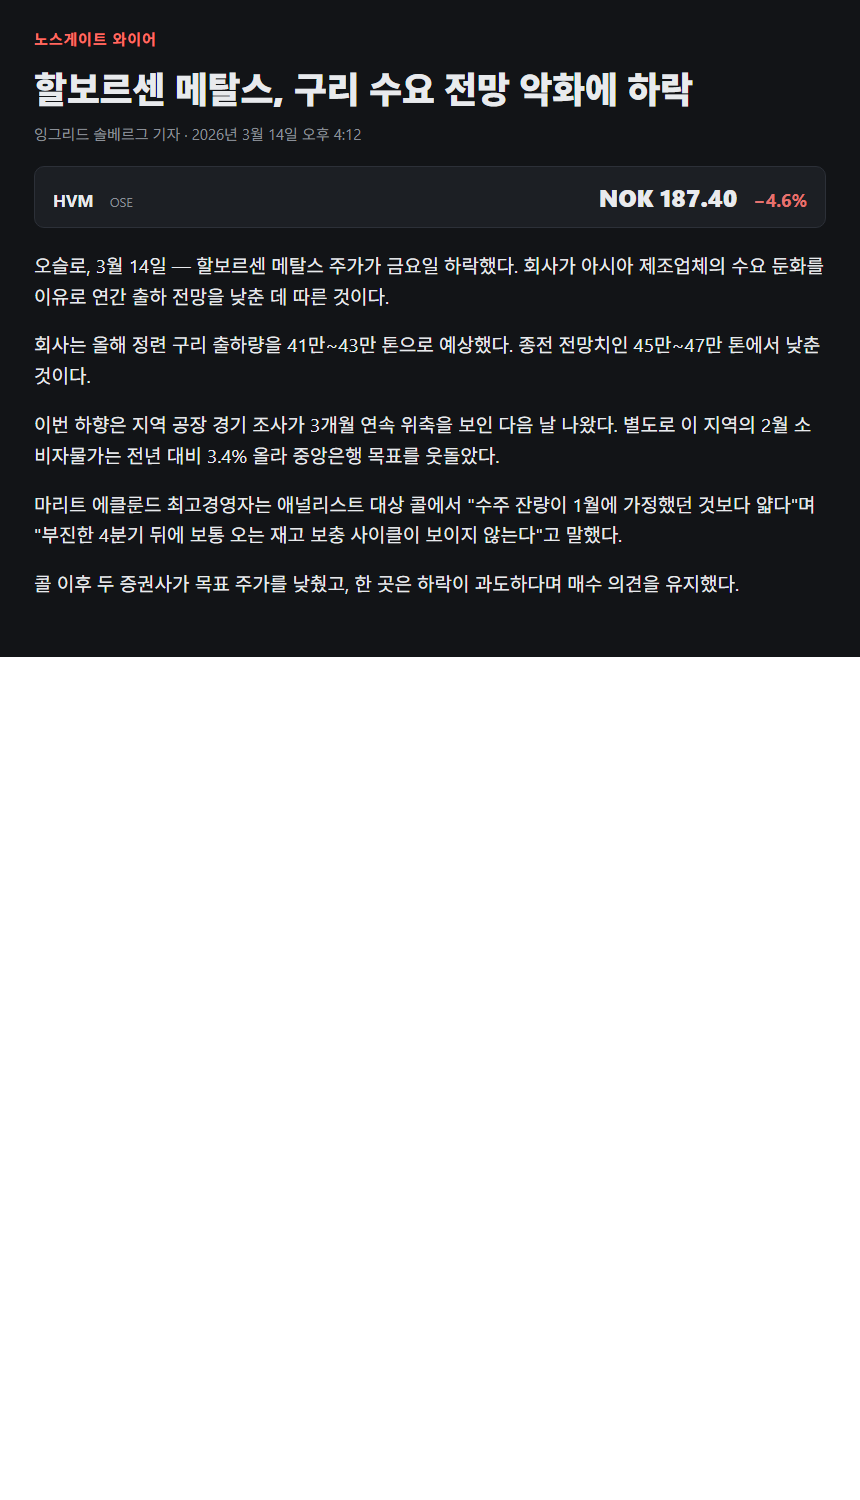 노스게이트 와이어
할보르센 메탈스, 구리 수요 전망 악화에 하락
잉그리드 솔베르그 기자 · 2026년 3월 14일 오후 4:12
HVM OSE NOK 187.40 −4.6%
오슬로, 3월 14일 — 할보르센 메탈스 주가가 금요일 하락했다. 회사가 아시아 제조업체의 수요 둔화를
이유로 연간 출하 전망을 낮춘 데 따른 것이다.
회사는 올해 정련 구리 출하량을 41만~43만 톤으로 예상했다. 종전 전망치인 45만~47만 톤에서 낮춘
것이다.
이번 하향은 지역 공장 경기 조사가 3개월 연속 위축을 보인 다음 날 나왔다. 별도로 이 지역의 2월 소
비자물가는 전년 대비 3.4% 올라 중앙은행 목표를 웃돌았다.
마리트 에클룬드 최고경영자는 애널리스트 대상 콜에서 "수주 잔량이 1월에 가정했던 것보다 얇다"며
"부진한 4분기 뒤에 보통 오는 재고 보충 사이클이 보이지 않는다"고 말했다.
콜 이후 두 증권사가 목표 주가를 낮췄고, 한 곳은 하락이 과도하다며 매수 의견을 유지했다.